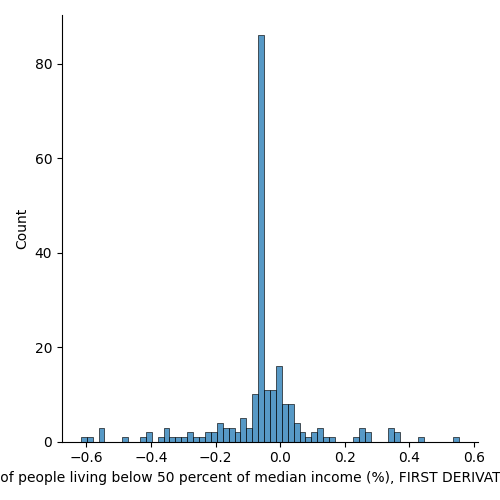 80
60
40
20
0
Count
−0.6 −0.4 −0.2 0.0 0.2 0.4 0.6
of people living below 50 percent of median income (%), FIRST DERIVAT